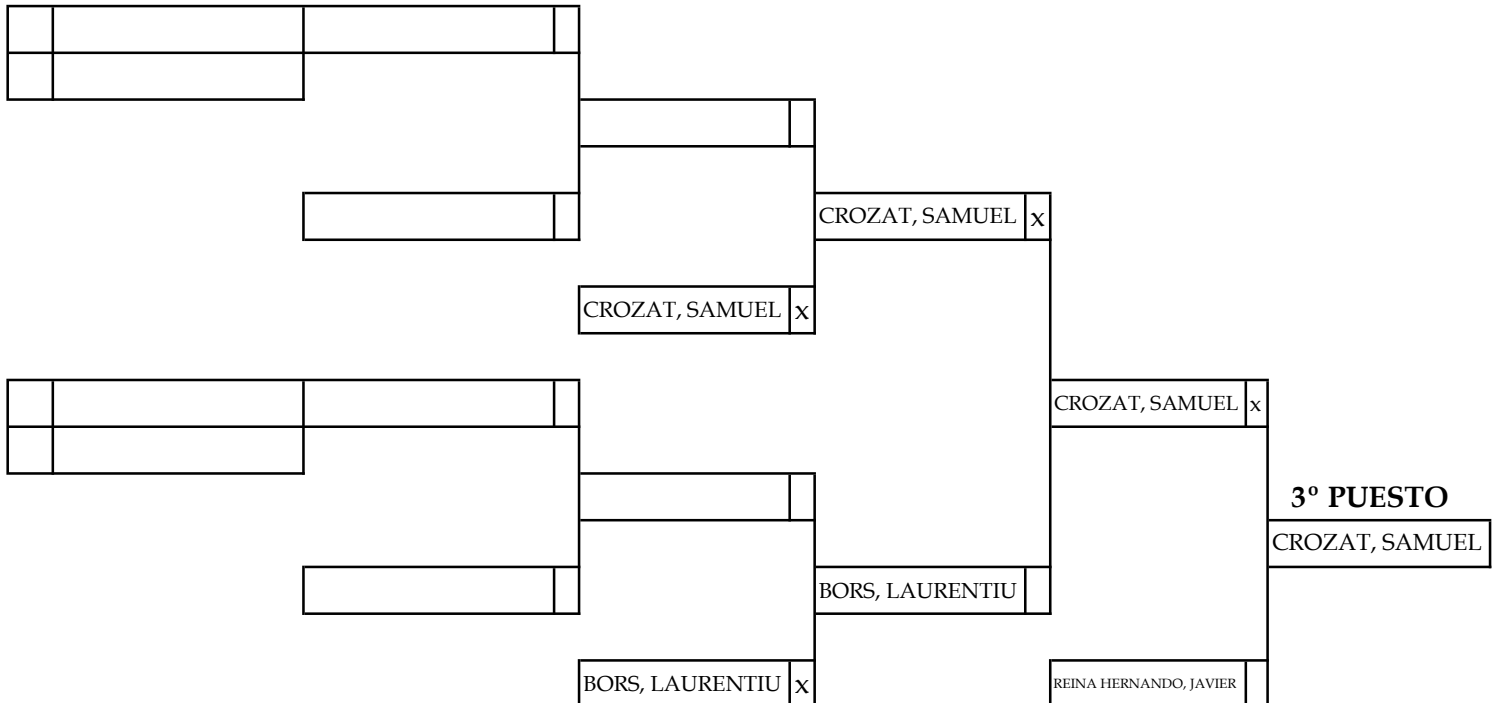 CROZAT, SAMUEL x
CROZAT, SAMUEL x
CROZAT, SAMUEL x
3º PUESTO
CROZAT, SAMUEL
BORS, LAURENTIU
BORS, LAURENTIU x
REINA HERNANDO, JAVIER